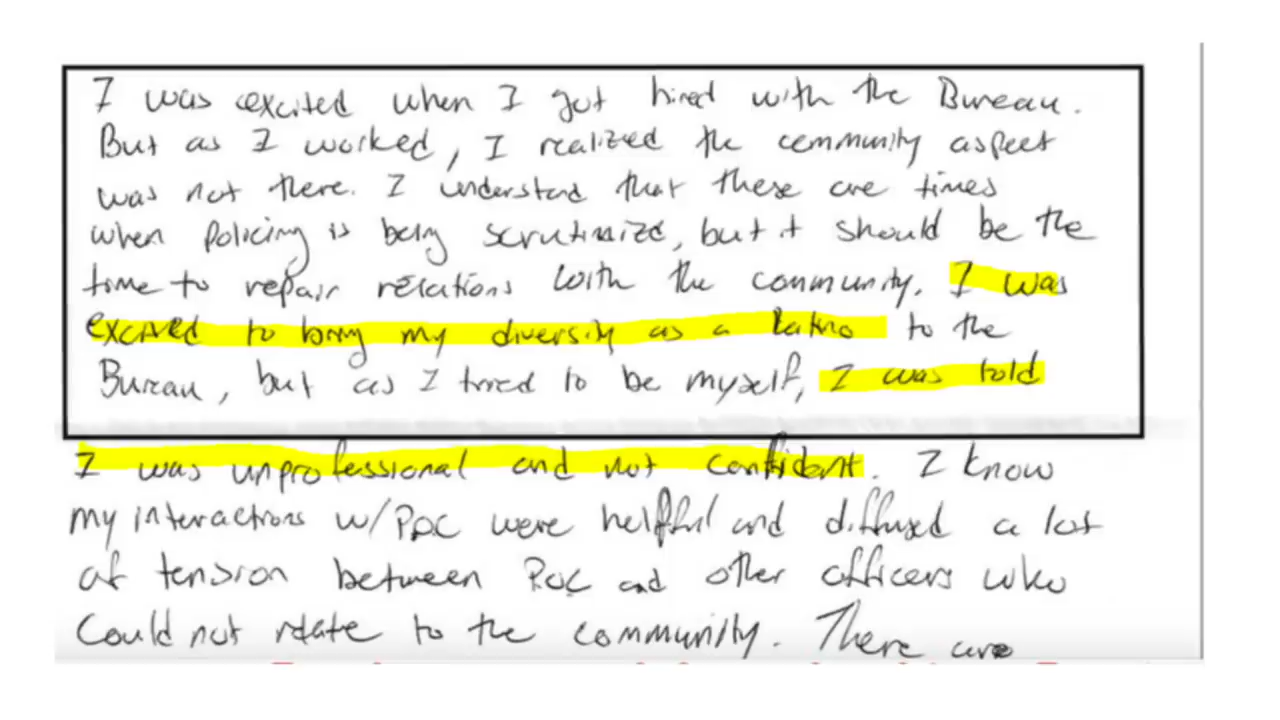 I was excited when I got hired with the Bureau.
But as I worked, I realized the community aspect
was not there. I understand that these are times
when policing is being scrutinize, but it should be the
time to repair relations with the community. I was
excited to bring my diversity as a Latino to the
Bureau, but as I tried to be myself, I was told
I was unprofessional and not confidant. I know
my interactions w/POC were helpful and diffused a lot
of tension between POC and other officers who
could not relate to the community. There are